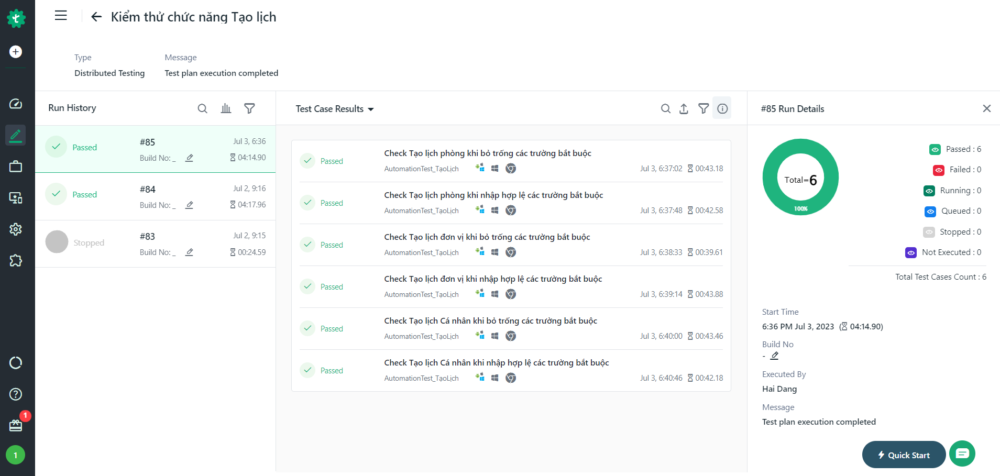 Kiểm thử chức năng Tạo lịch
Type
Message
Distributed Testing
Test plan execution completed
Run History
Passed
#85
Jul 3, 6:36
Build No: _
04:14.90
Passed
#84
Jul 2, 9:16
Build No: _
04:17.96
Stopped
#83
Jul 2, 9:15
Build No: _
00:24.59
Test Case Results
Passed
Check Tạo lịch phòng khi bỏ trống các trường bắt buộc
AutomationTest_TạoLịch
Jul 3, 6:37:02
00:43.18
Passed
Check Tạo lịch phòng khi nhập hợp lệ các trường bắt buộc
AutomationTest_TạoLịch
Jul 3, 6:37:48
00:42.58
Passed
Check Tạo lịch đơn vị khi bỏ trống các trường bắt buộc
AutomationTest_TạoLịch
Jul 3, 6:38:33
00:39.61
Passed
Check Tạo lịch đơn vị khi nhập hợp lệ các trường bắt buộc
AutomationTest_TạoLịch
Jul 3, 6:39:14
00:43.88
Passed
Check Tạo lịch Cá nhân khi bỏ trống các trường bắt buộc
AutomationTest_TạoLịch
Jul 3, 6:40:00
00:43.46
Passed
Check Tạo lịch Cá nhân khi nhập hợp lệ các trường bắt buộc
AutomationTest_TạoLịch
Jul 3, 6:40:46
00:42.18
#85 Run Details
Total=6
100%
Passed : 6
Failed : 0
Running : 0
Queued : 0
Stopped : 0
Not Executed : 0
Total Test Cases Count : 6
Start Time
6:36 PM Jul 3, 2023 (04:14.90)
Build No
-
Executed By
Hai Dang
Message
Test plan execution completed
Quick Start
1
1